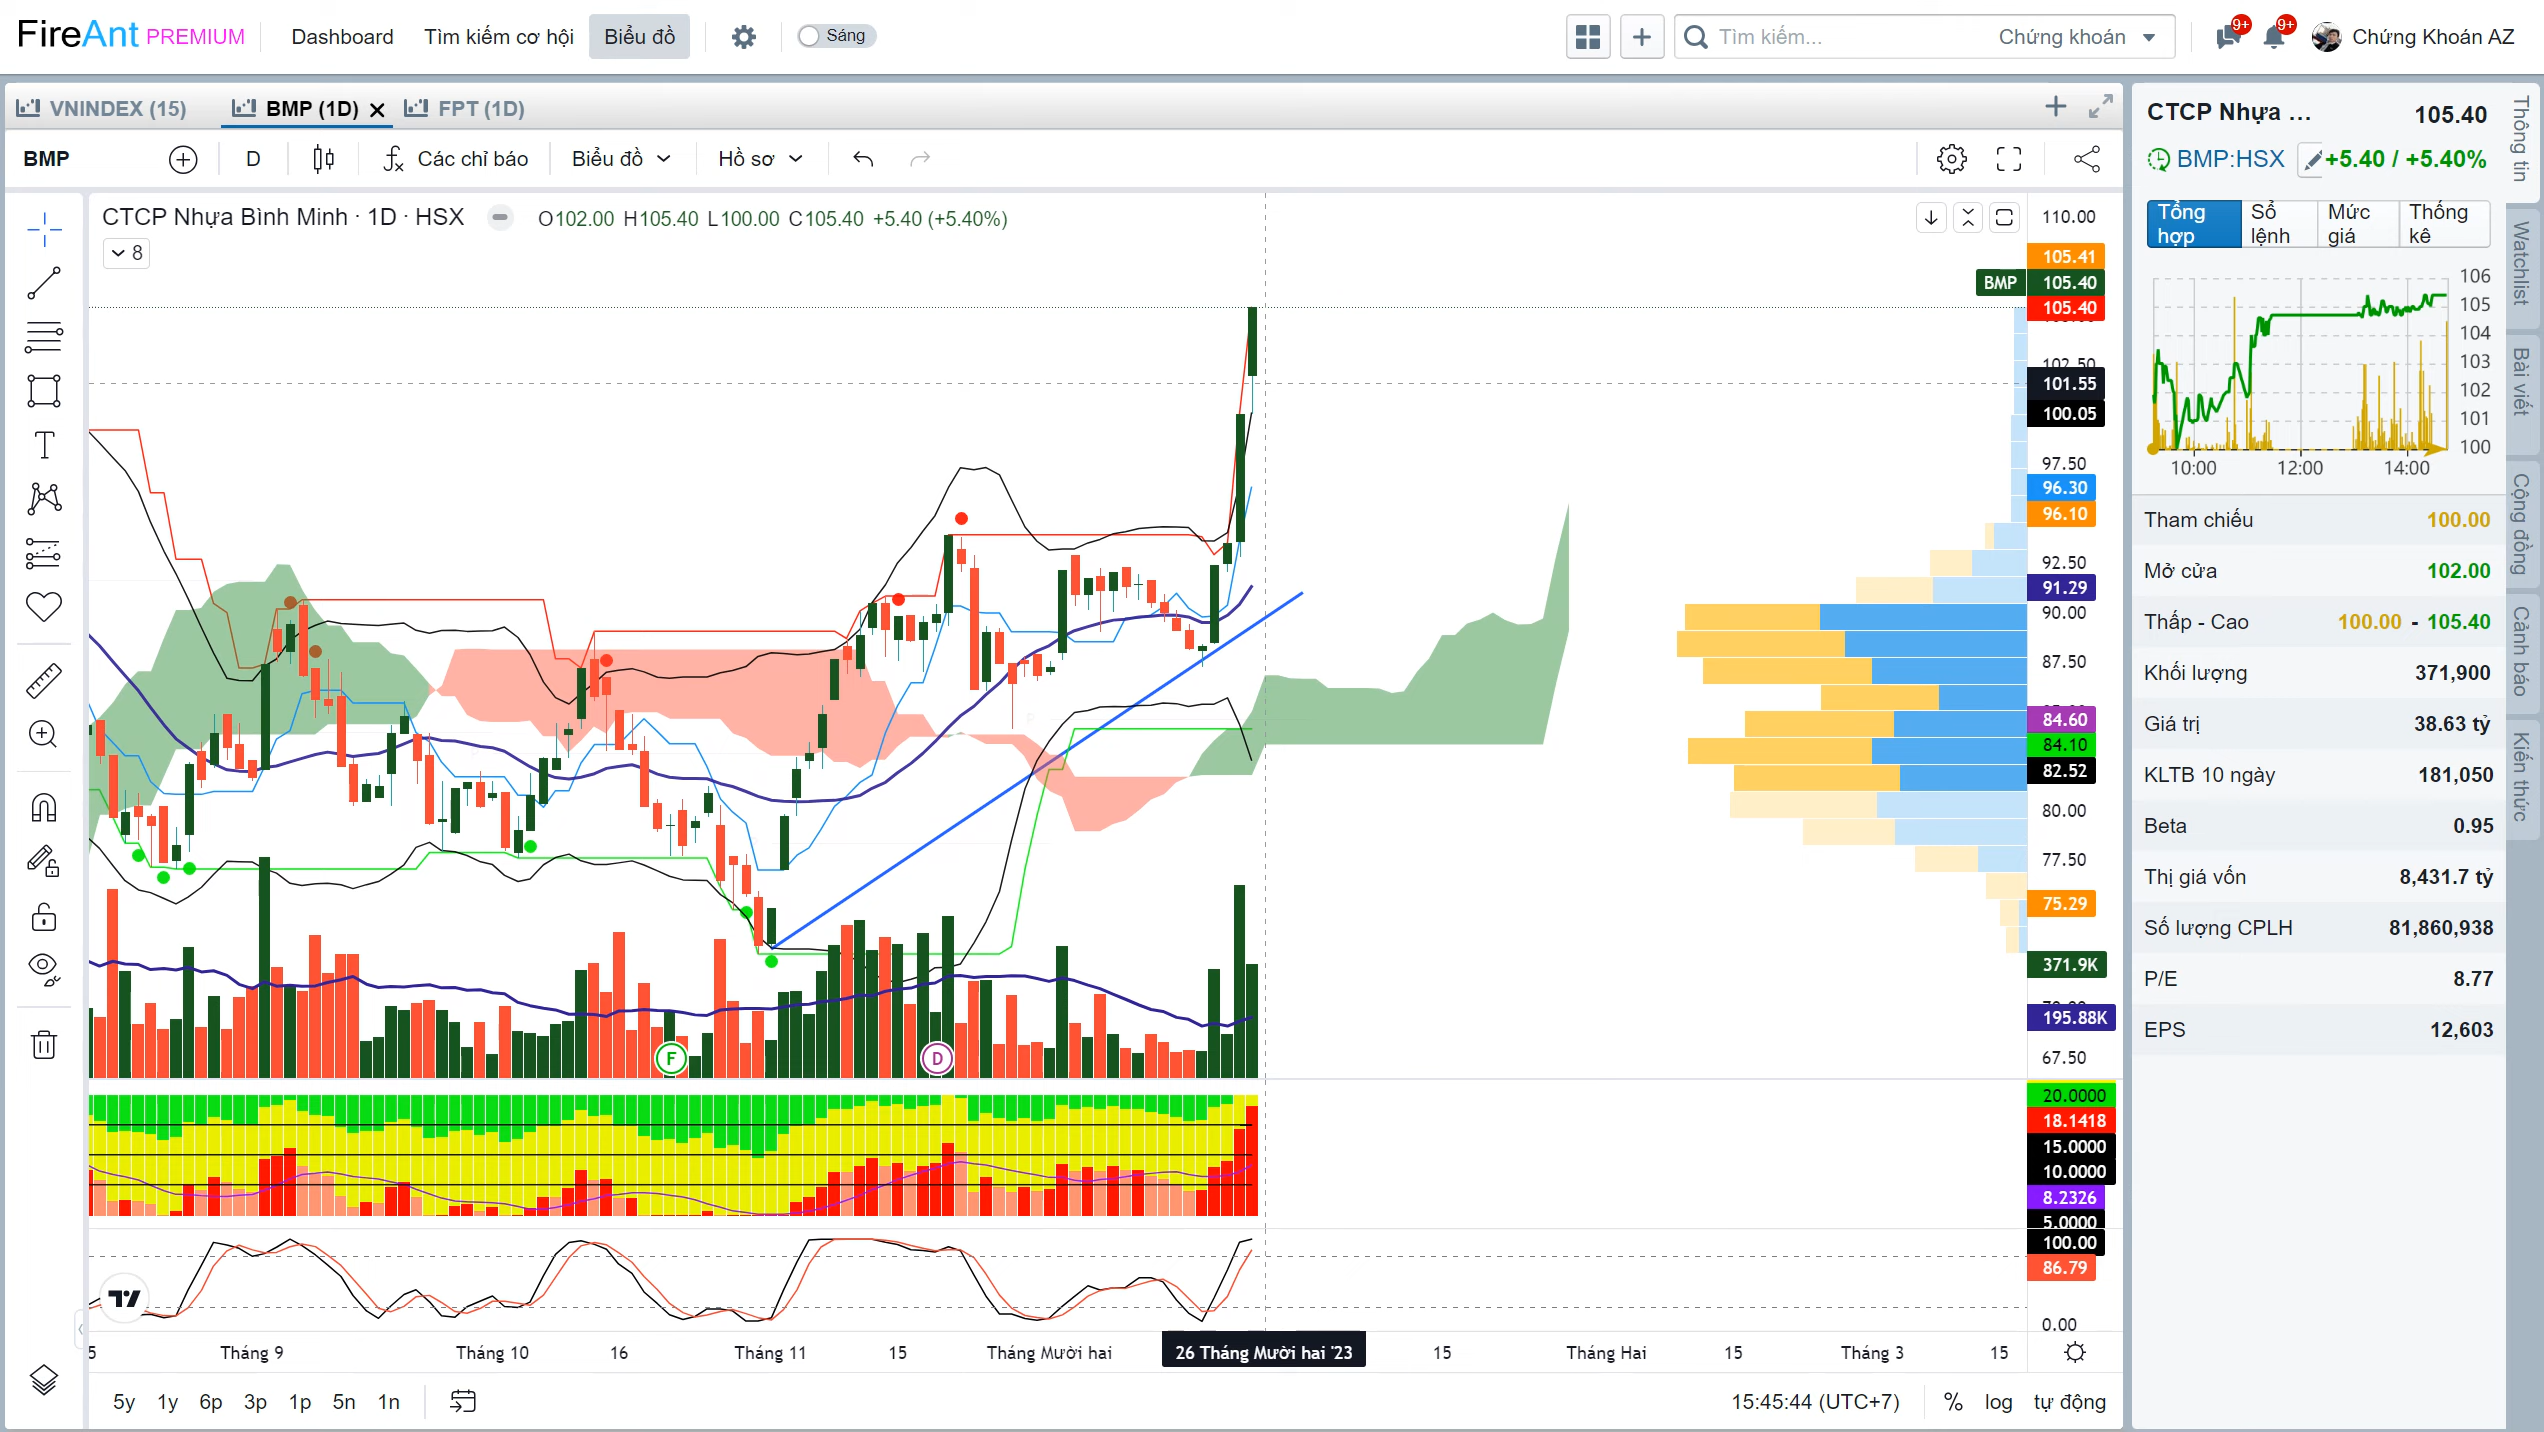 FireAnt PREMIUM
Dashboard
Tìm kiếm cơ hội
Biểu đồ
Sáng
Tìm kiếm...
Chứng khoán
9+
9+
Chứng Khoán AZ
VNINDEX (15)
BMP (1D)
FPT (1D)
BMP
D
Các chỉ báo
Biểu đồ
Hồ sơ
CTCP Nhựa Bình Minh · 1D · HSX
O102.00 H105.40 L100.00 C105.40 +5.40 (+5.40%)
8
110.00
105.41
BMP 105.40
105.40
102.50
101.55
100.05
97.50
96.30
96.10
92.50
91.29
90.00
87.50
84.60
84.10
82.52
80.00
77.50
75.29
371.9K
195.88K
67.50
F
D
20.0000
18.1418
15.0000
10.0000
8.2326
5.0000
100.00
86.79
0.00
5
Tháng 9
Tháng 10
16
Tháng 11
15
Tháng Mười hai
26 Tháng Mười hai '23
15
Tháng Hai
15
Tháng 3
15
5y 1y 6p 3p 1p 5n 1n
15:45:44 (UTC+7)
% log tự động
CTCP Nhựa ... 105.40
BMP:HSX +5.40 / +5.40%
Tổng hợp
Sổ lệnh
Mức giá
Thống kê
106
105
104
103
102
101
100
10:00 12:00 14:00
Tham chiếu 100.00
Mở cửa 102.00
Thấp - Cao 100.00 - 105.40
Khối lượng 371,900
Giá trị 38.63 tỷ
KLTB 10 ngày 181,050
Beta 0.95
Thị giá vốn 8,431.7 tỷ
Số lượng CPLH 81,860,938
P/E 8.77
EPS 12,603
Thông tin
Watchlist
Bài viết
Cộng đồng
Cảnh báo
Kiến thức